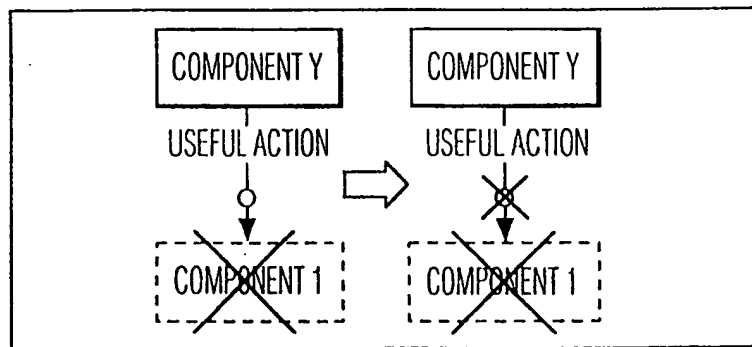 COMPONENT Y COMPONENT Y
USEFUL ACTION USEFUL ACTION
COMPONENT 1 COMPONENT 1